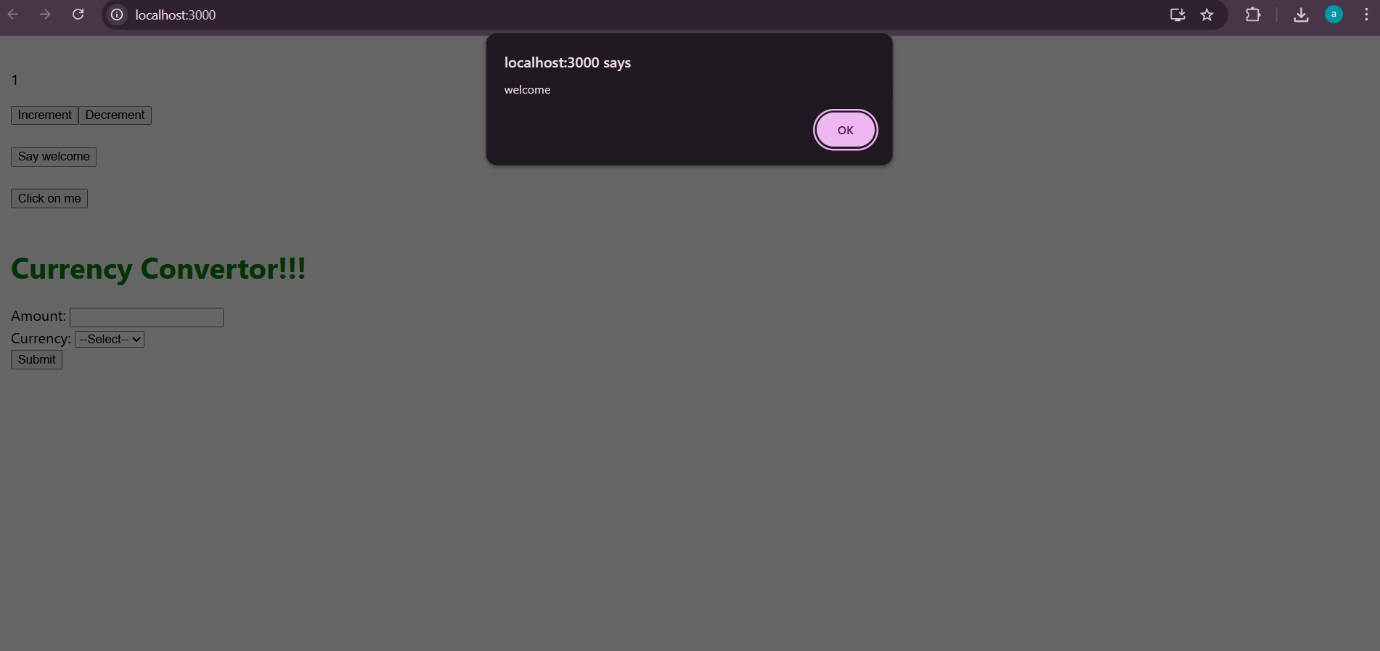 localhost:3000
a
localhost:3000 says
welcome
OK
1
Increment Decrement
Say welcome
Click on me
Currency Convertor!!!
Amount:
Currency: --Select--
Submit